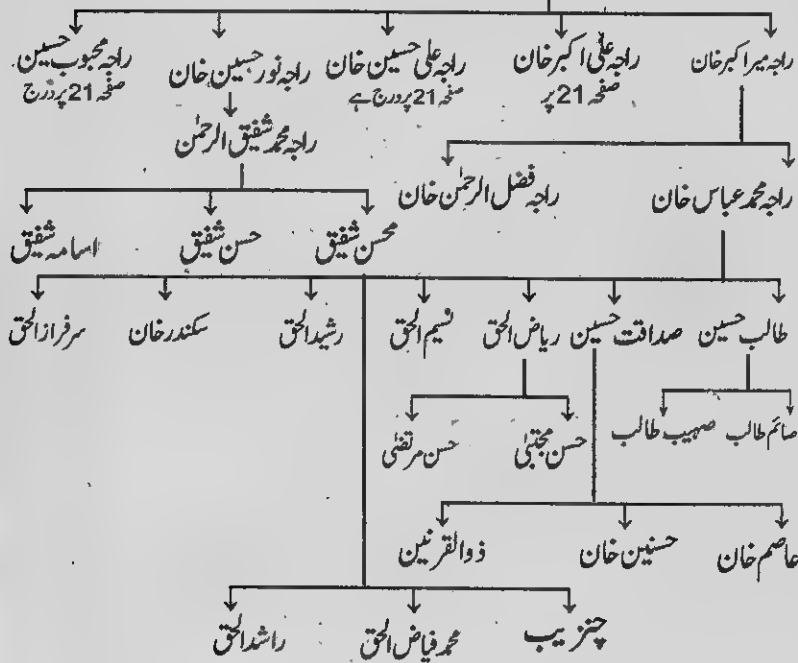 راجہ میر اکبر خان راجہ علی اکبر خان راجہ علی حسین خان راجہ نور حسین خان راجہ محبوب حسین
صفحہ 21 پر صفحہ 21 پر درج ہے صفحہ 21 پر درج
راجہ محمد شفیق الرحمٰن
راجہ محمد عباس خان راجہ فضل الرحمٰن خان
محسن شفیق حسن شفیق اسامہ شفیق
طالب حسین صداقت حسین ریاض الحق نسیم الحق رشید الحق سکندر خان سرفراز الحق
صائم طالب صہیب طالب حسن مجتبیٰ حسن مرتضیٰ
عاصم خان حسنین خان ذوالقرنین
محمد فیاض الحق راشد الحق